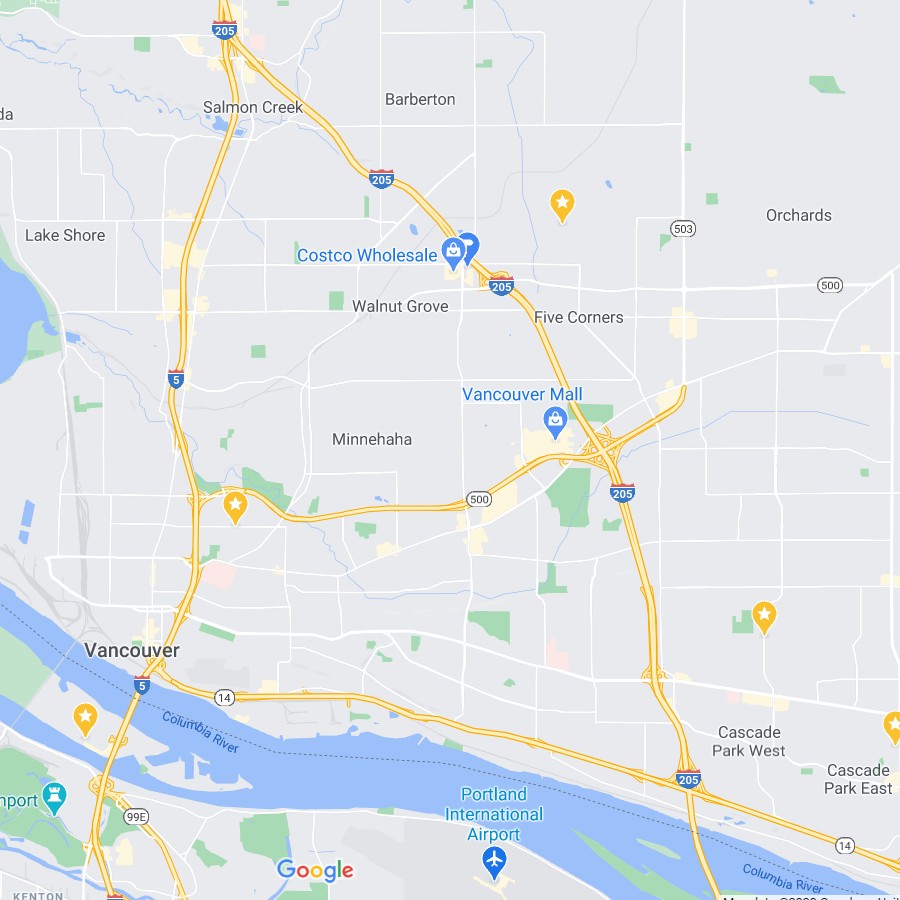 205
Salmon Creek
Barberton
da
205
Lake Shore
Orchards
503
Costco Wholesale
205
500
Walnut Grove
Five Corners
5
Vancouver Mall
Minnehaha
500
205
Vancouver
5
14
Columbia River
Cascade
Park West
205
Cascade
Park East
Portland
International
Airport
nport
99E
14
Google
Columbia River
KENTON